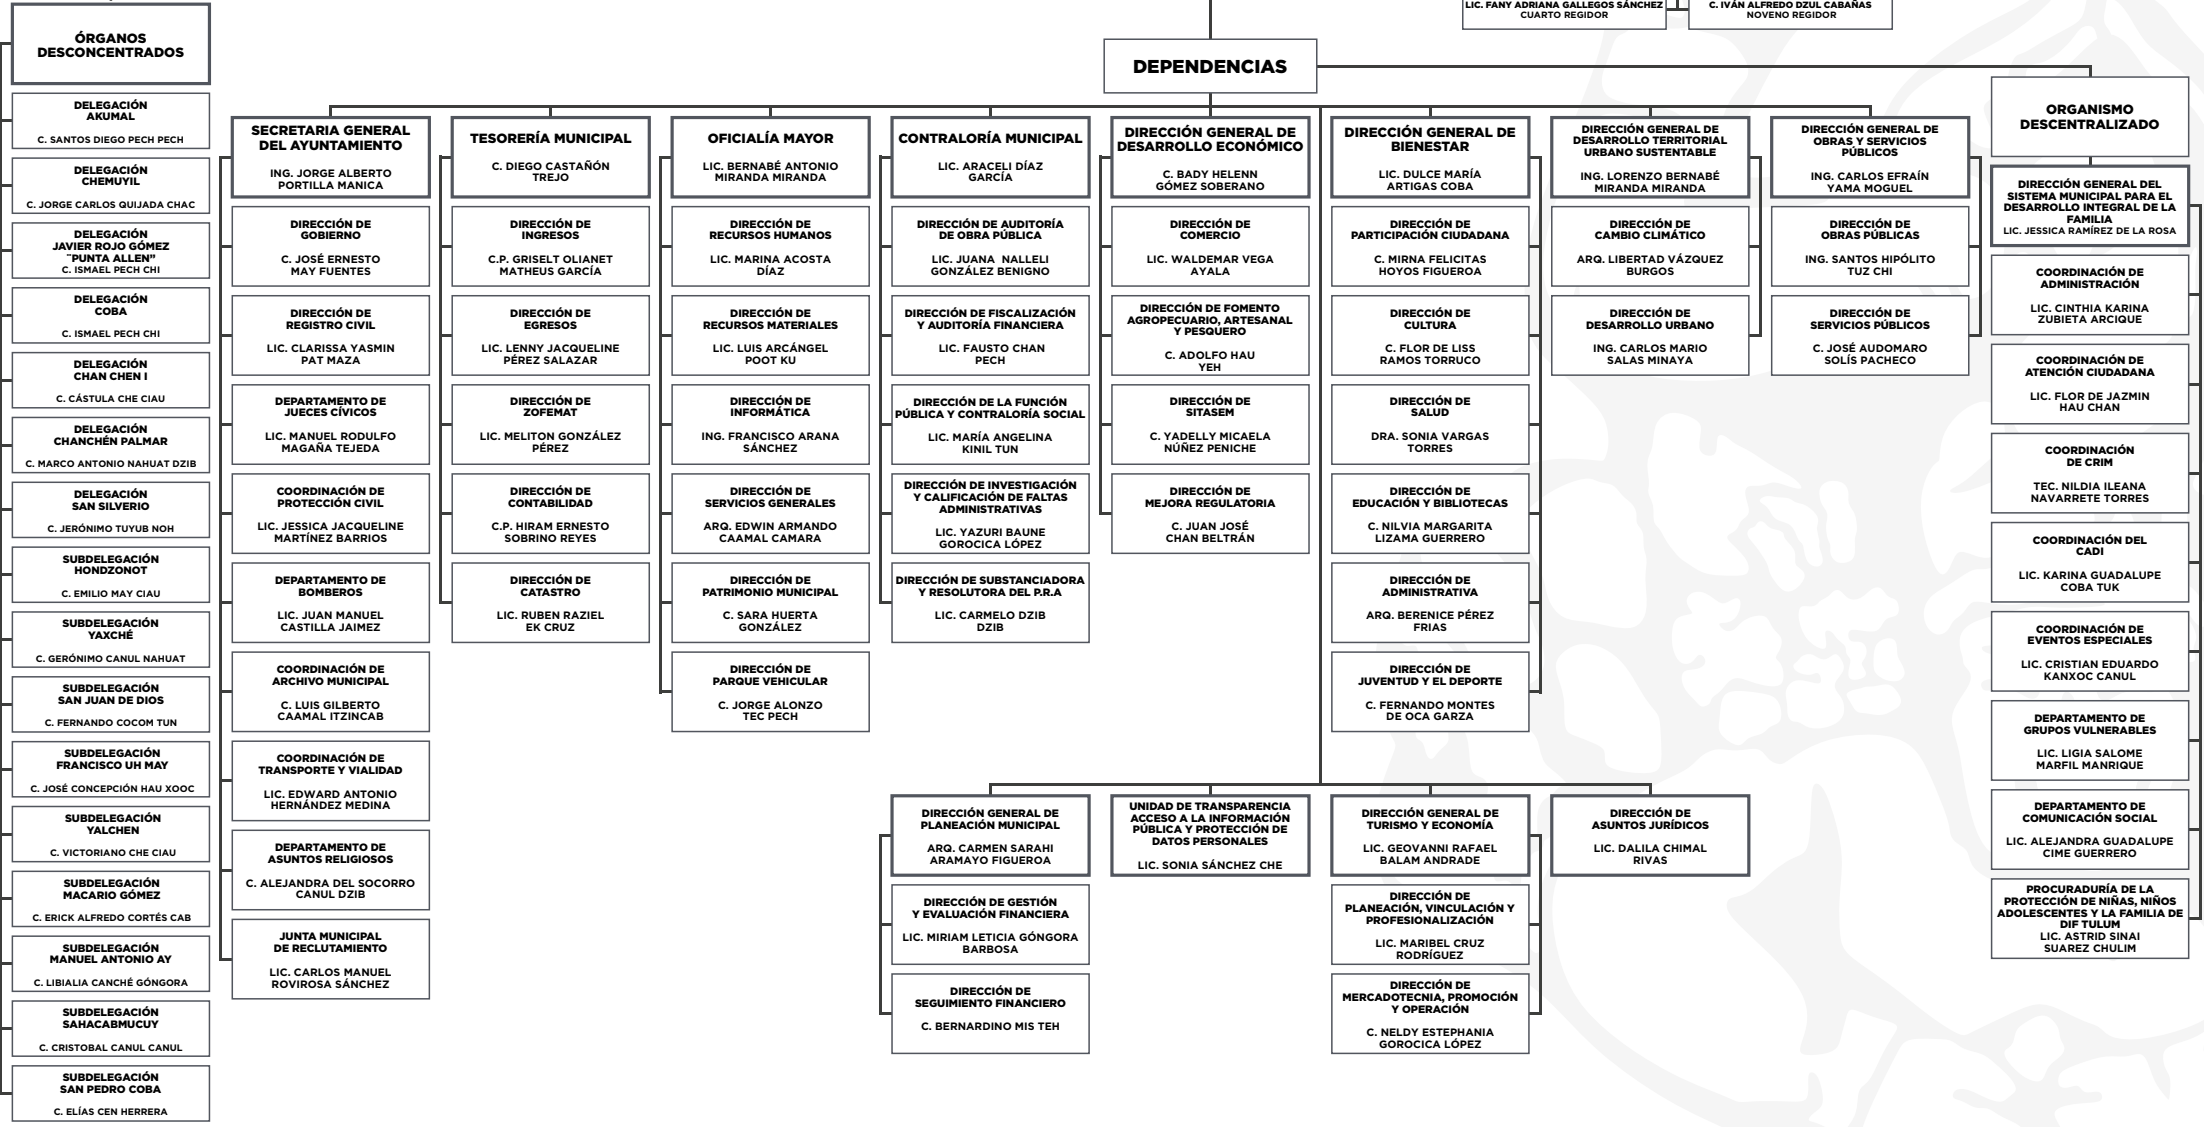 LIC. FANY ADRIANA GALLEGOS SÁNCHEZ
CUARTO REGIDOR
C. IVÁN ALFREDO DZUL CABAÑAS
NOVENO REGIDOR
ÓRGANOS
DESCONCENTRADOS
DELEGACIÓN
AKUMAL
C. SANTOS DIEGO PECH PECH
DELEGACIÓN
CHEMUYIL
C. JORGE CARLOS QUIJADA CHAC
DELEGACIÓN
JAVIER ROJO GÓMEZ
¨PUNTA ALLEN”
C. ISMAEL PECH CHI
DELEGACIÓN
COBA
C. ISMAEL PECH CHI
DELEGACIÓN
CHAN CHEN I
C. CÁSTULA CHE CIAU
DELEGACIÓN
CHANCHÉN PALMAR
C. MARCO ANTONIO NAHUAT DZIB
DELEGACIÓN
SAN SILVERIO
C. JERÓNIMO TUYUB NOH
SUBDELEGACIÓN
HONDZONOT
C. EMILIO MAY CIAU
SUBDELEGACIÓN
YAXCHÉ
C. GERÓNIMO CANUL NAHUAT
SUBDELEGACIÓN
SAN JUAN DE DIOS
C. FERNANDO COCOM TUN
SUBDELEGACIÓN
FRANCISCO UH MAY
C. JOSÉ CONCEPCIÓN HAU XOOC
SUBDELEGACIÓN
YALCHEN
C. VICTORIANO CHE CIAU
SUBDELEGACIÓN
MACARIO GÓMEZ
C. ERICK ALFREDO CORTÉS CAB
SUBDELEGACIÓN
MANUEL ANTONIO AY
C. LIBIALIA CANCHÉ GÓNGORA
SUBDELEGACIÓN
SAHACABMUCUY
C. CRISTOBAL CANUL CANUL
SUBDELEGACIÓN
SAN PEDRO COBA
C. ELÍAS CEN HERRERA
DEPENDENCIAS
SECRETARIA GENERAL
DEL AYUNTAMIENTO
ING. JORGE ALBERTO
PORTILLA MANICA
DIRECCIÓN DE
GOBIERNO
C. JOSÉ ERNESTO
MAY FUENTES
DIRECCIÓN DE
REGISTRO CIVIL
LIC. CLARISSA YASMIN
PAT MAZA
DEPARTAMENTO DE
JUECES CÍVICOS
LIC. MANUEL RODULFO
MAGAÑA TEJEDA
COORDINACIÓN DE
PROTECCIÓN CIVIL
LIC. JESSICA JACQUELINE
MARTÍNEZ BARRIOS
DEPARTAMENTO DE
BOMBEROS
LIC. JUAN MANUEL
CASTILLA JAIMEZ
COORDINACIÓN DE
ARCHIVO MUNICIPAL
C. LUIS GILBERTO
CAAMAL ITZINCAB
COORDINACIÓN DE
TRANSPORTE Y VIALIDAD
LIC. EDWARD ANTONIO
HERNÁNDEZ MEDINA
DEPARTAMENTO DE
ASUNTOS RELIGIOSOS
C. ALEJANDRA DEL SOCORRO
CANUL DZIB
JUNTA MUNICIPAL
DE RECLUTAMIENTO
LIC. CARLOS MANUEL
ROVIROSA SÁNCHEZ
TESORERÍA MUNICIPAL
C. DIEGO CASTAÑÓN
TREJO
DIRECCIÓN DE
INGRESOS
C.P. GRISELT OLIANET
MATHEUS GARCÍA
DIRECCIÓN DE
EGRESOS
LIC. LENNY JACQUELINE
PÉREZ SALAZAR
DIRECCIÓN DE
ZOFEMAT
LIC. MELITON GONZÁLEZ
PÉREZ
DIRECCIÓN DE
CONTABILIDAD
C.P. HIRAM ERNESTO
SOBRINO REYES
DIRECCIÓN DE
CATASTRO
LIC. RUBEN RAZIEL
EK CRUZ
OFICIALÍA MAYOR
LIC. BERNABÉ ANTONIO
MIRANDA MIRANDA
DIRECCIÓN DE
RECURSOS HUMANOS
LIC. MARINA ACOSTA
DÍAZ
DIRECCIÓN DE
RECURSOS MATERIALES
LIC. LUIS ARCÁNGEL
POOT KU
DIRECCIÓN DE
INFORMÁTICA
ING. FRANCISCO ARANA
SÁNCHEZ
DIRECCIÓN DE
SERVICIOS GENERALES
ARQ. EDWIN ARMANDO
CAAMAL CAMARA
DIRECCIÓN DE
PATRIMONIO MUNICIPAL
C. SARA HUERTA
GONZÁLEZ
DIRECCIÓN DE
PARQUE VEHICULAR
C. JORGE ALONZO
TEC PECH
CONTRALORÍA MUNICIPAL
LIC. ARACELI DÍAZ
GARCÍA
DIRECCIÓN DE AUDITORÍA
DE OBRA PÚBLICA
LIC. JUANA NALLELI
GONZÁLEZ BENIGNO
DIRECCIÓN DE FISCALIZACIÓN
Y AUDITORÍA FINANCIERA
LIC. FAUSTO CHAN
PECH
DIRECCIÓN DE LA FUNCIÓN
PÚBLICA Y CONTRALORÍA SOCIAL
LIC. MARÍA ANGELINA
KINIL TUN
DIRECCIÓN DE INVESTIGACIÓN
Y CALIFICACIÓN DE FALTAS
ADMINISTRATIVAS
LIC. YAZURI BAUNE
GOROCICA LÓPEZ
DIRECCIÓN DE SUBSTANCIADORA
Y RESOLUTORA DEL P.R.A
LIC. CARMELO DZIB
DZIB
DIRECCIÓN GENERAL DE
DESARROLLO ECONÓMICO
C. BADY HELENN
GÓMEZ SOBERANO
DIRECCIÓN DE
COMERCIO
LIC. WALDEMAR VEGA
AYALA
DIRECCIÓN DE FOMENTO
AGROPECUARIO, ARTESANAL
Y PESQUERO
C. ADOLFO HAU
YEH
DIRECCIÓN DE
SITASEM
C. YADELLY MICAELA
NÚÑEZ PENICHE
DIRECCIÓN DE
MEJORA REGULATORIA
C. JUAN JOSÉ
CHAN BELTRÁN
DIRECCIÓN GENERAL DE
BIENESTAR
LIC. DULCE MARÍA
ARTIGAS COBA
DIRECCIÓN DE
PARTICIPACIÓN CIUDADANA
C. MIRNA FELICITAS
HOYOS FIGUEROA
DIRECCIÓN DE
CULTURA
C. FLOR DE LISS
RAMOS TORRUCO
DIRECCIÓN DE
SALUD
DRA. SONIA VARGAS
TORRES
DIRECCIÓN DE
EDUCACIÓN Y BIBLIOTECAS
C. NILVIA MARGARITA
LIZAMA GUERRERO
DIRECCIÓN DE
ADMINISTRATIVA
ARQ. BERENICE PÉREZ
FRIAS
DIRECCIÓN DE
JUVENTUD Y EL DEPORTE
C. FERNANDO MONTES
DE OCA GARZA
DIRECCIÓN GENERAL DE
DESARROLLO TERRITORIAL
URBANO SUSTENTABLE
ING. LORENZO BERNABÉ
MIRANDA MIRANDA
DIRECCIÓN DE
CAMBIO CLIMÁTICO
ARQ. LIBERTAD VÁZQUEZ
BURGOS
DIRECCIÓN DE
DESARROLLO URBANO
ING. CARLOS MARIO
SALAS MINAYA
DIRECCIÓN GENERAL DE
OBRAS Y SERVICIOS
PÚBLICOS
ING. CARLOS EFRAÍN
YAMA MOGUEL
DIRECCIÓN DE
OBRAS PÚBLICAS
ING. SANTOS HIPÓLITO
TUZ CHI
DIRECCIÓN DE
SERVICIOS PÚBLICOS
C. JOSÉ AUDOMARO
SOLÍS PACHECO
DIRECCIÓN GENERAL DE
PLANEACIÓN MUNICIPAL
ARQ. CARMEN SARAHI
ARAMAYO FIGUEROA
DIRECCIÓN DE GESTIÓN
Y EVALUACIÓN FINANCIERA
LIC. MIRIAM LETICIA GÓNGORA
BARBOSA
DIRECCIÓN DE
SEGUIMIENTO FINANCIERO
C. BERNARDINO MIS TEH
UNIDAD DE TRANSPARENCIA
ACCESO A LA INFORMACIÓN
PÚBLICA Y PROTECCIÓN DE
DATOS PERSONALES
LIC. SONIA SÁNCHEZ CHE
DIRECCIÓN GENERAL DE
TURISMO Y ECONOMÍA
LIC. GEOVANNI RAFAEL
BALAM ANDRADE
DIRECCIÓN DE
PLANEACIÓN, VINCULACIÓN Y
PROFESIONALIZACIÓN
LIC. MARIBEL CRUZ
RODRÍGUEZ
DIRECCIÓN DE
MERCADOTECNIA, PROMOCIÓN
Y OPERACIÓN
C. NELDY ESTEPHANIA
GOROCICA LÓPEZ
DIRECCIÓN DE
ASUNTOS JURÍDICOS
LIC. DALILA CHIMAL
RIVAS
ORGANISMO
DESCENTRALIZADO
DIRECCIÓN GENERAL DEL
SISTEMA MUNICIPAL PARA EL
DESARROLLO INTEGRAL DE LA
FAMILIA
LIC. JESSICA RAMÍREZ DE LA ROSA
COORDINACIÓN DE
ADMINISTRACIÓN
LIC. CINTHIA KARINA
ZUBIETA ARCIQUE
COORDINACIÓN DE
ATENCIÓN CIUDADANA
LIC. FLOR DE JAZMIN
HAU CHAN
COORDINACIÓN
DE CRIM
TEC. NILDIA ILEANA
NAVARRETE TORRES
COORDINACIÓN DEL
CADI
LIC. KARINA GUADALUPE
COBA TUK
COORDINACIÓN DE
EVENTOS ESPECIALES
LIC. CRISTIAN EDUARDO
KANXOC CANUL
DEPARTAMENTO DE
GRUPOS VULNERABLES
LIC. LIGIA SALOME
MARFIL MANRIQUE
DEPARTAMENTO DE
COMUNICACIÓN SOCIAL
LIC. ALEJANDRA GUADALUPE
CIME GUERRERO
PROCURADURÍA DE LA
PROTECCIÓN DE NIÑAS, NIÑOS
ADOLESCENTES Y LA FAMILIA DE
DIF TULUM
LIC. ASTRID SINAI
SUAREZ CHULIM